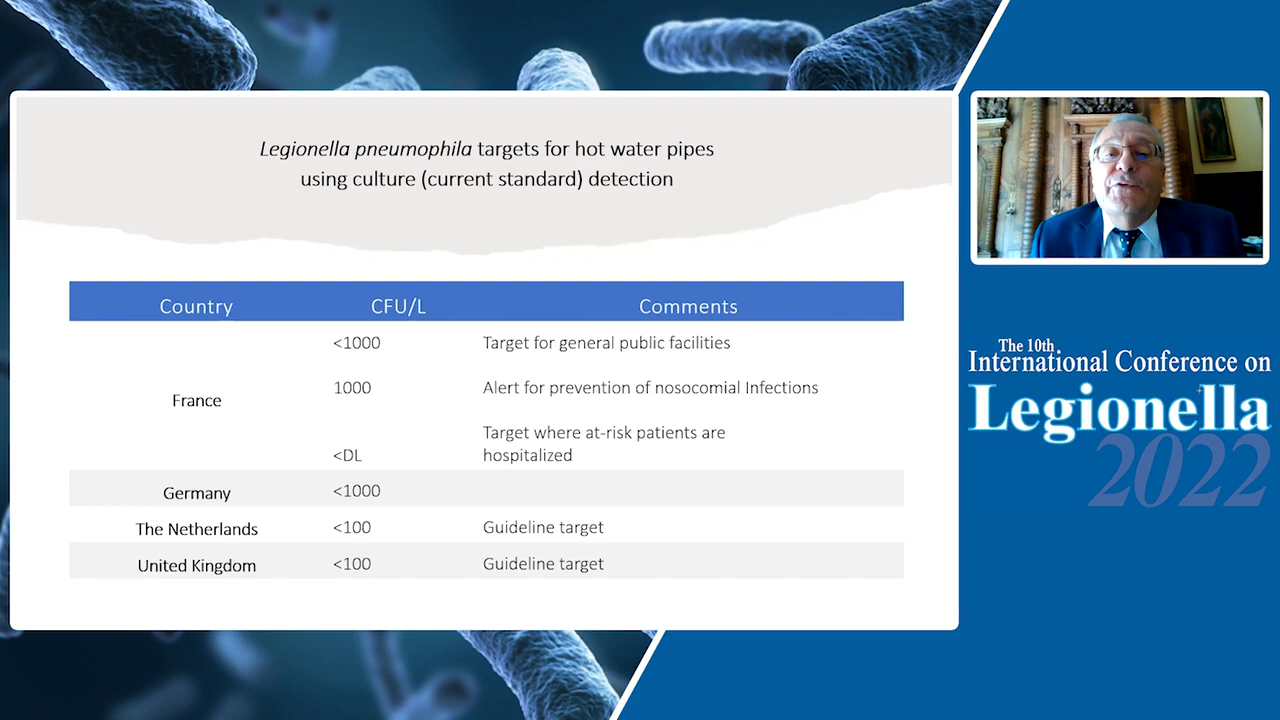 Legionella pneumophila targets for hot water pipes
using culture (current standard) detection
Country CFU/L Comments
France
<1000 Target for general public facilities
1000 Alert for prevention of nosocomial Infections
<DL Target where at-risk patients are
hospitalized
Germany <1000
The Netherlands <100 Guideline target
United Kingdom <100 Guideline target
The 10th
International Conference on
Legionella
2022